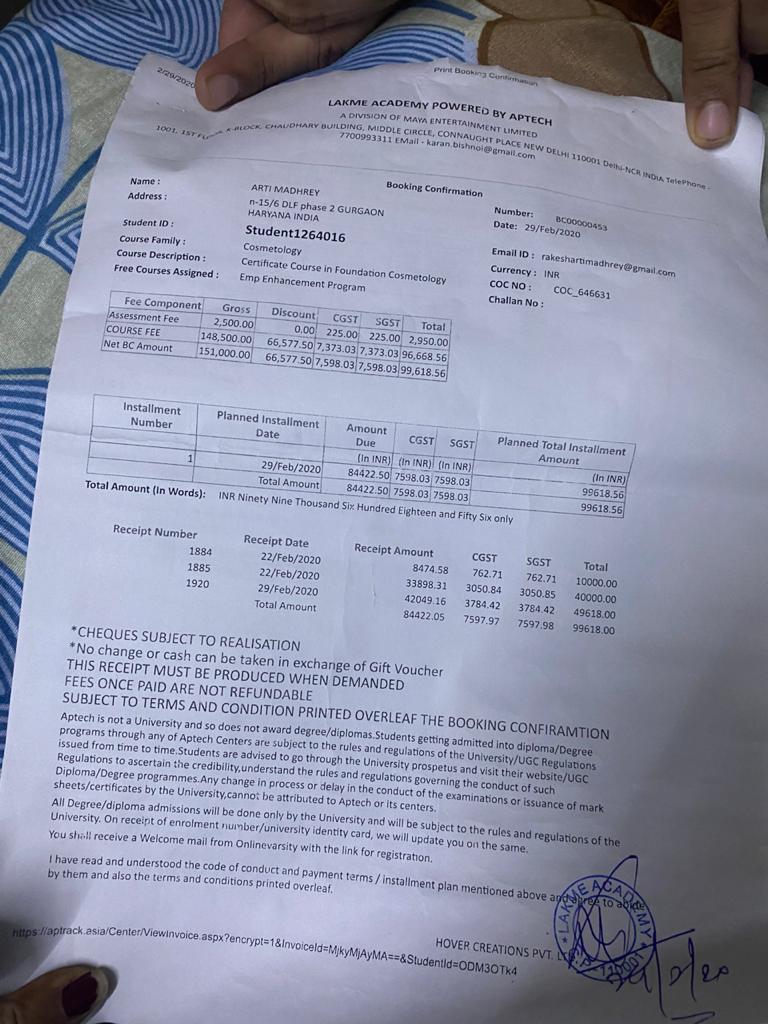 2/29/2020
Print Booking Confirmation
LAKME ACADEMY POWERED BY APTECH
A DIVISION OF MAYA ENTERTAINMENT LIMITED
1001, 1ST FLOOR, K-BLOCK, CHAUDHARY BUILDING, MIDDLE CIRCLE, CONNAUGHT PLACE NEW DELHI 110001 Delhi-NCR INDIA TelePhone -
7700993311 EMail - karan.bishnoi@gmail.com
Booking Confirmation
Name : ARTI MADHREY
Address : n-15/6 DLF phase 2 GURGAON
HARYANA INDIA
Student ID : Student1264016
Course Family : Cosmetology
Course Description : Certificate Course in Foundation Cosmetology
Free Courses Assigned : Emp Enhancement Program
Number: BC00000453
Date: 29/Feb/2020
Email ID : rakeshartimadhrey@gmail.com
Currency : INR
COC NO : COC_646631
Challan No :
Fee Component Gross Discount CGST SGST Total
Assessment Fee 2,500.00 0.00 225.00 225.00 2,950.00
COURSE FEE 148,500.00 66,577.50 7,373.03 7,373.03 96,668.56
Net BC Amount 151,000.00 66,577.50 7,598.03 7,598.03 99,618.56
Installment Number Planned Installment Date Amount Due CGST SGST Planned Total Installment Amount
(In INR) (In INR) (In INR) (In INR)
1 29/Feb/2020 84422.50 7598.03 7598.03 99618.56
Total Amount 84422.50 7598.03 7598.03 99618.56
Total Amount (In Words): INR Ninety Nine Thousand Six Hundred Eighteen and Fifty Six only
Receipt Number Receipt Date Receipt Amount CGST SGST Total
1884 22/Feb/2020 8474.58 762.71 762.71 10000.00
1885 22/Feb/2020 33898.31 3050.84 3050.85 40000.00
1920 29/Feb/2020 42049.16 3784.42 3784.42 49618.00
Total Amount 84422.05 7597.97 7597.98 99618.00
*CHEQUES SUBJECT TO REALISATION
*No change or cash can be taken in exchange of Gift Voucher
THIS RECEIPT MUST BE PRODUCED WHEN DEMANDED
FEES ONCE PAID ARE NOT REFUNDABLE
SUBJECT TO TERMS AND CONDITION PRINTED OVERLEAF THE BOOKING CONFIRAMTION
Aptech is not a University and so does not award degree/diplomas.Students getting admitted into diploma/Degree
programs through any of Aptech Centers are subject to the rules and regulations of the University/UGC Regulations
issued from time to time.Students are advised to go through the University prospetus and visit their website/UGC
Regulations to ascertain the credibility,understand the rules and regulations governing the conduct of such
Diploma/Degree programmes.Any change in process or delay in the conduct of the examinations or issuance of mark
sheets/certificates by the University,cannot be attributed to Aptech or its centers.
All Degree/diploma admissions will be done only by the University and will be subject to the rules and regulations of the
University. On receipt of enrolment number/university identity card, we will update you on the same.
You shall receive a Welcome mail from Onlinevarsity with the link for registration.
I have read and understood the code of conduct and payment terms / installment plan mentioned above and agree to abide
by them and also the terms and conditions printed overleaf.
HOVER CREATIONS PVT.
LAKME ACADEMY
https://aptrack.asia/Center/ViewInvoice.aspx?encrypt=1&InvoiceId=MjkyMjAyMA==&StudentId=ODM3OTk4